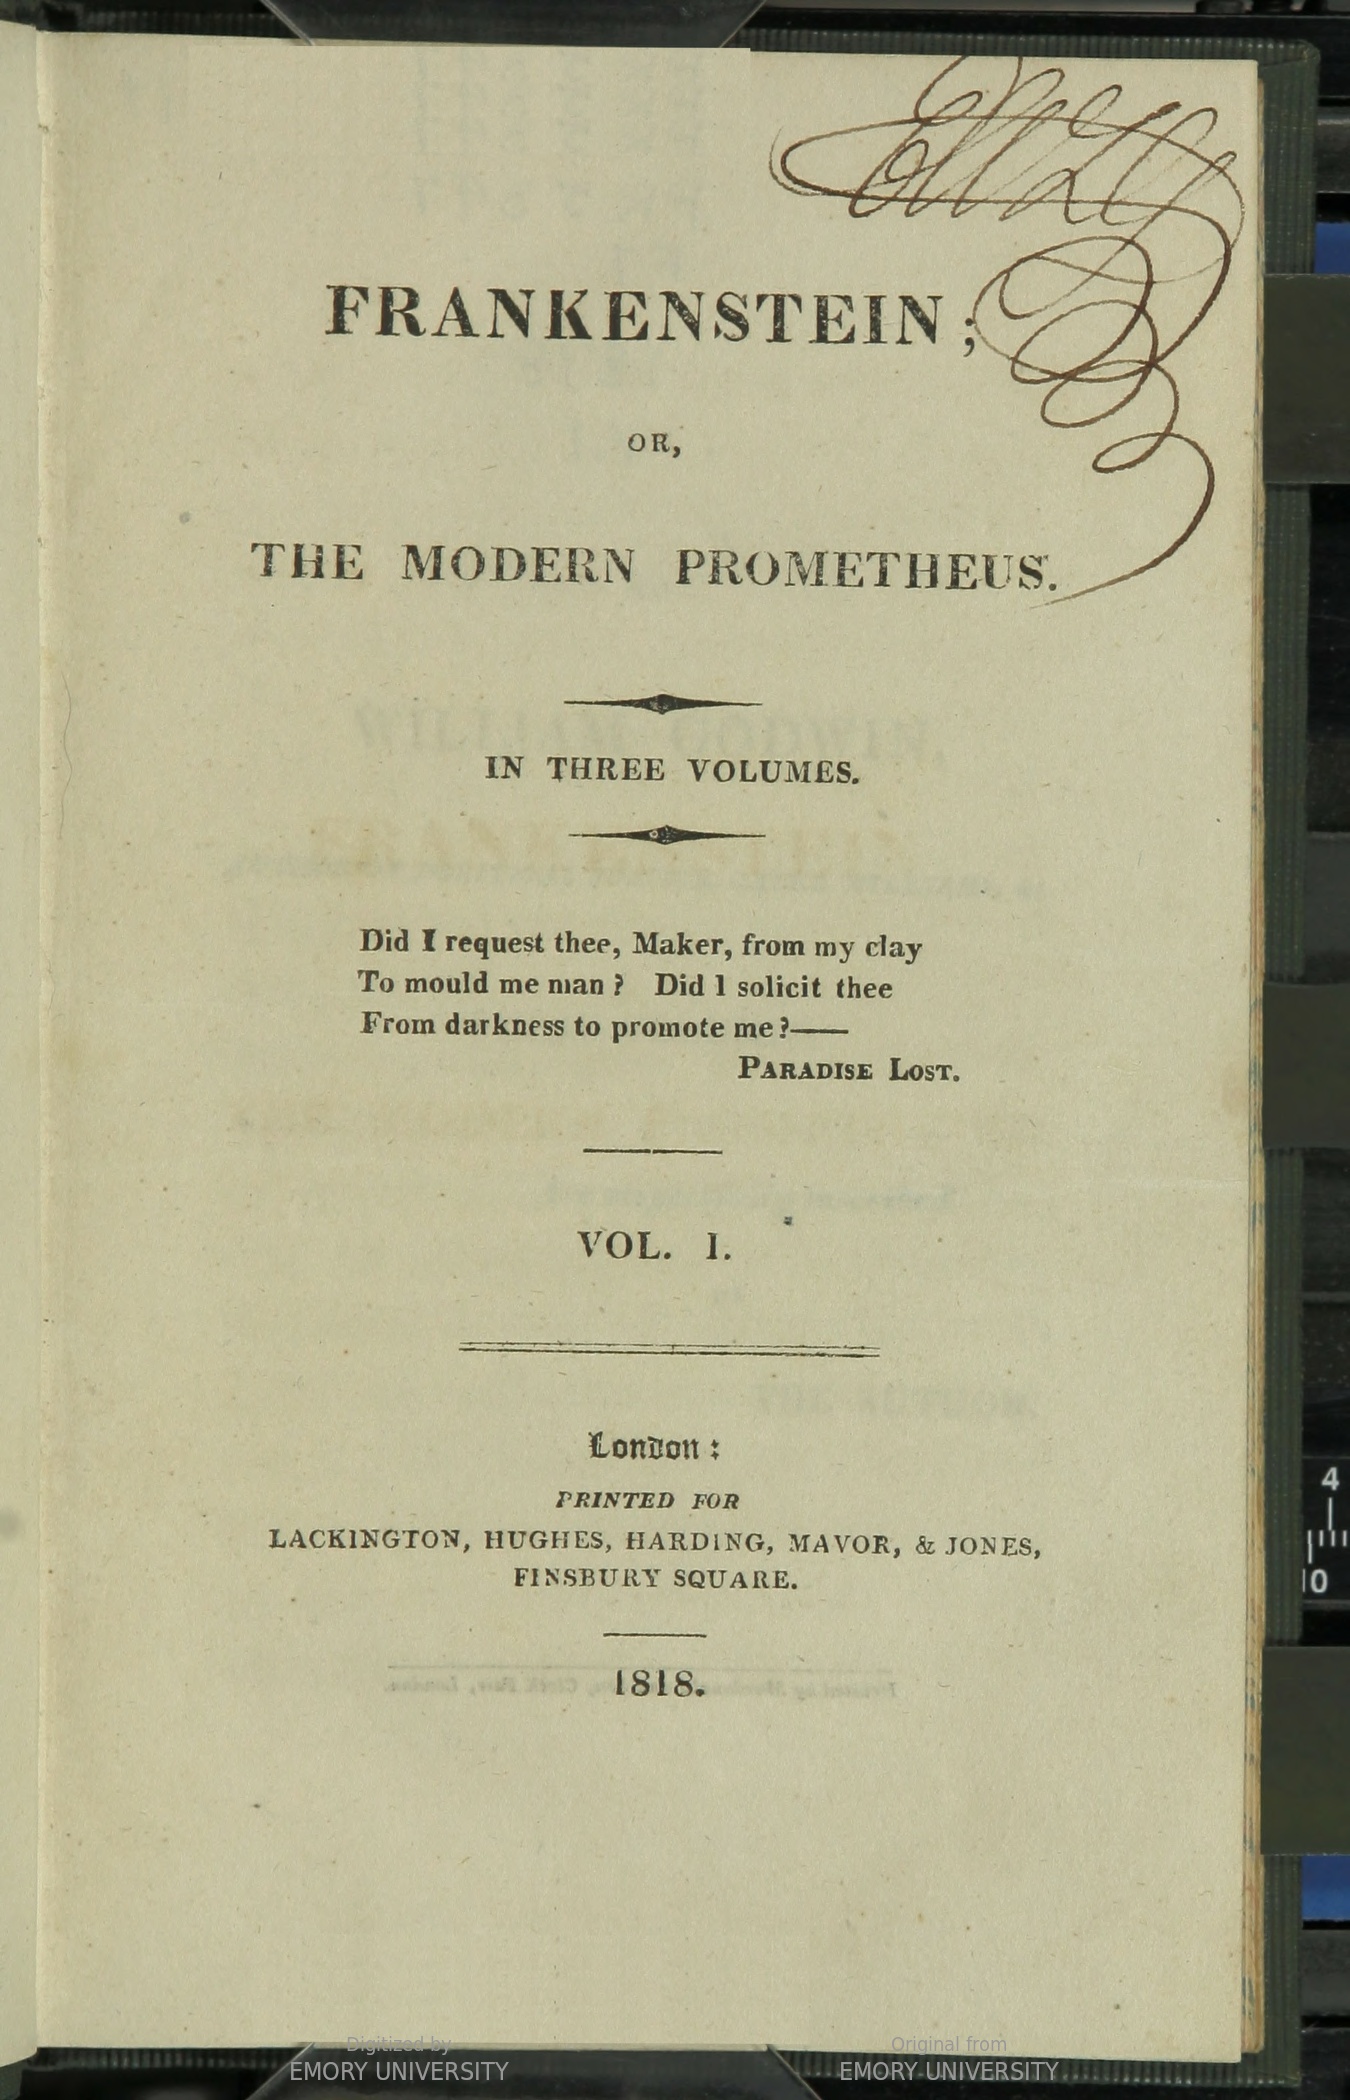 FRANKENSTEIN;
OR,
THE MODERN PROMETHEUS.
IN THREE VOLUMES.
Did I request thee, Maker, from my clay
To mould me man? Did I solicit thee
From darkness to promote me?——
PARADISE LOST.
VOL. I.
London:
PRINTED FOR
LACKINGTON, HUGHES, HARDING, MAVOR, & JONES,
FINSBURY SQUARE.
1818.
4
10
Digitized by
EMORY UNIVERSITY
Original from
EMORY UNIVERSITY